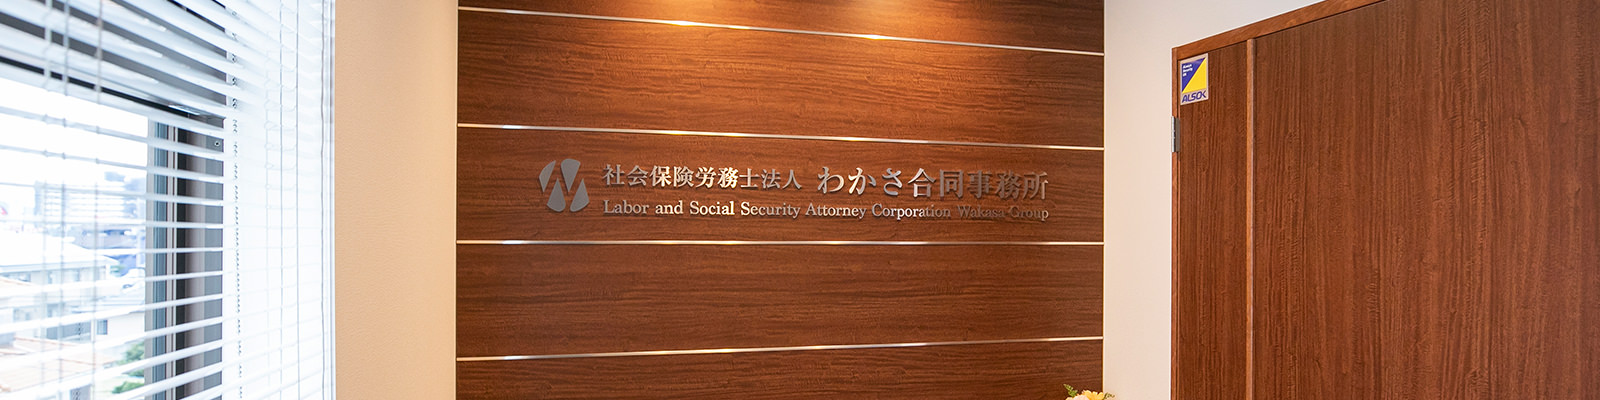 社会保険労務士法人 わかさ合同事務所
Labor and Social Security Attorney Corporation Wakasa Group
ALSOK